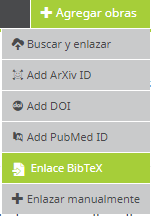 + Agregar obras
Buscar y enlazar
Add ArXiv ID
Add DOI
Add PubMed ID
Enlace BibTeX
+ Enlazar manualmente